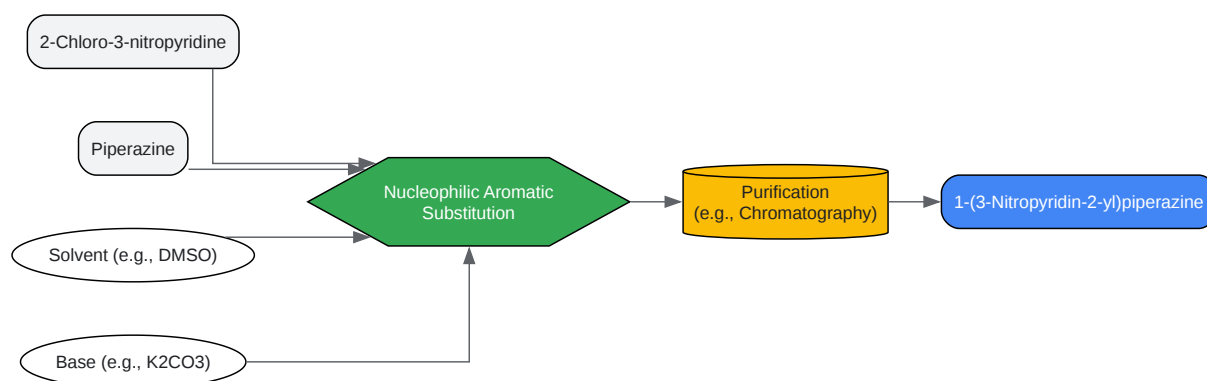 2-Chloro-3-nitropyridine
Piperazine
Nucleophilic Aromatic
Substitution
Purification
(e.g., Chromatography)
1-(3-Nitropyridin-2-yl)piperazine
Solvent (e.g., DMSO)
Base (e.g., K2CO3)